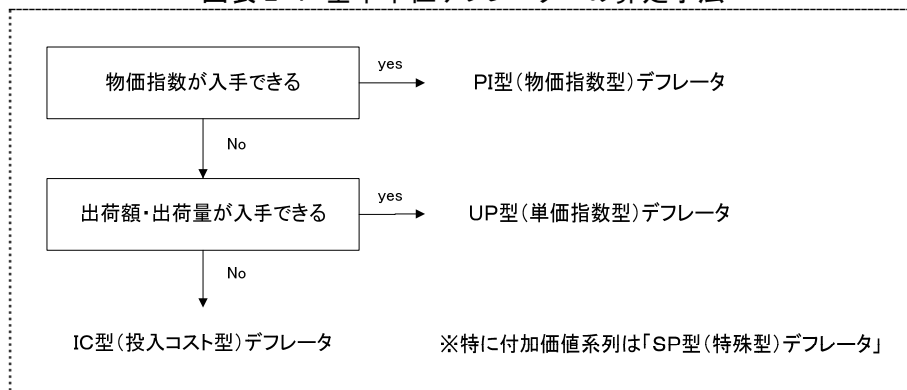 物価指数が入手できる
yes
PI型(物価指数型)デフレータ
No
出荷額・出荷量が入手できる
yes
UP型(単価指数型)デフレータ
No
IC型(投入コスト型)デフレータ
※特に付加価値系列は「SP型(特殊型)デフレータ」